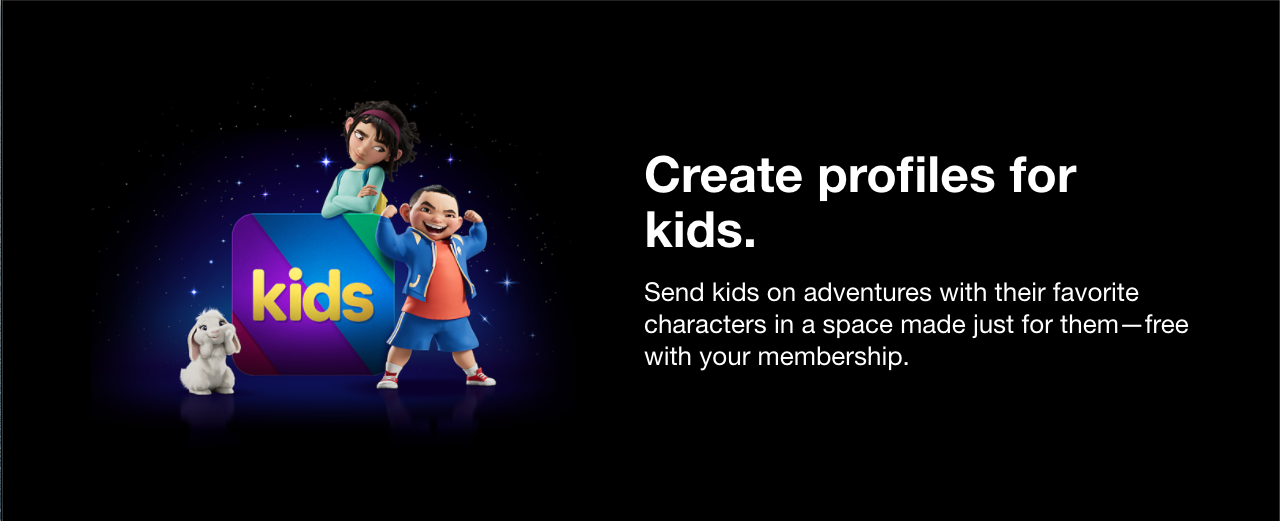 kids
Create profiles for
kids.
Send kids on adventures with their favorite
characters in a space made just for them—free
with your membership.